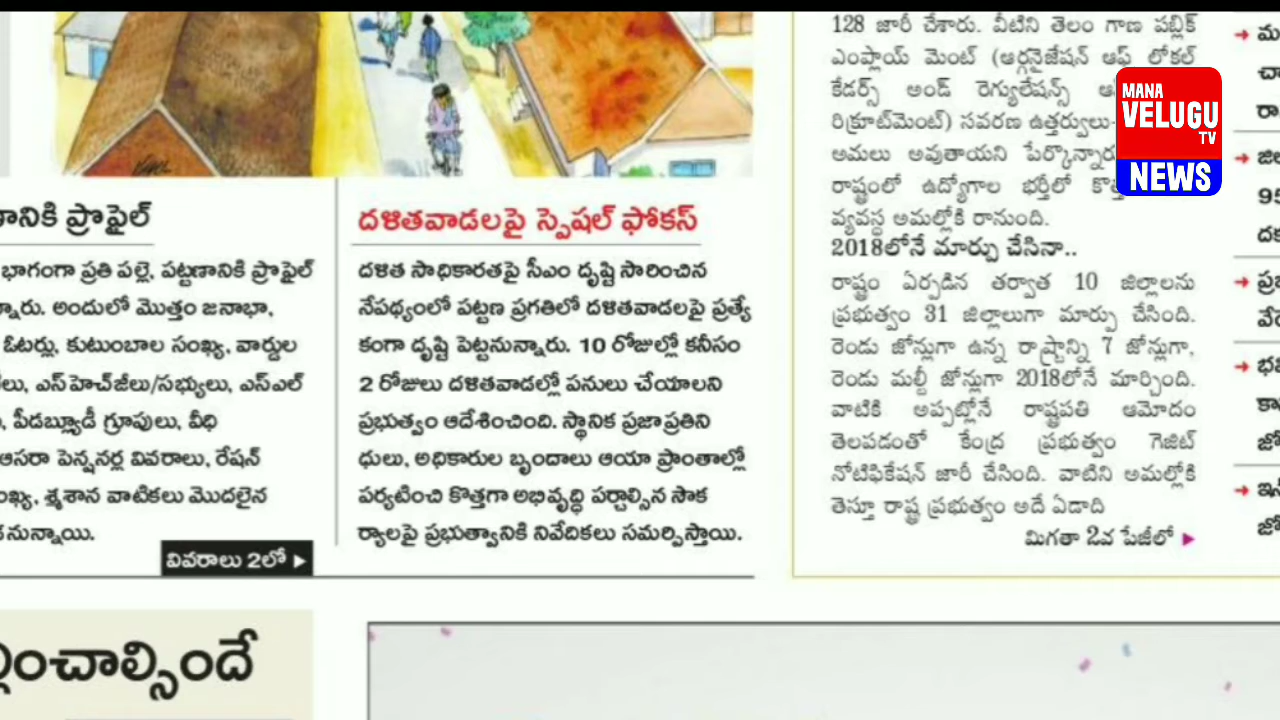 ానికి ప్రొఫైల్
భాగంగా ప్రతి పల్లె, పట్టణానికి ప్రొఫైల్
న్నారు. అందులో మొత్తం జనాభా,
ఓటర్లు, కుటుంబాల సంఖ్య, వార్డుల
లు, ఎస్‌హెచ్‌జీలు/సభ్యులు, ఎస్ఎల్
, పీడబ్ల్యూడీ గ్రూపులు, వీధి
ఆసరా పెన్షనర్ల వివరాలు, రేషన్
ంఖ్య, శ్మశాన వాటికలు మొదలైన
నున్నాయి.
వివరాలు 2లో ▶
దళితవాడలపై స్పెషల్ ఫోకస్
దళిత సాధికారతపై సీఎం దృష్టి సారించిన
నేపథ్యంలో పట్టణ ప్రగతిలో దళితవాడలపై ప్రత్యే
కంగా దృష్టి పెట్టనున్నారు. 10 రోజుల్లో కనీసం
2 రోజులు దళితవాడల్లో పనులు చేయాలని
ప్రభుత్వం ఆదేశించింది. స్థానిక ప్రజాప్రతిని
ధులు, అధికారుల బృందాలు ఆయా ప్రాంతాల్లో
పర్యటించి కొత్తగా అభివృద్ధి పర్చాల్సిన సౌక
ర్యాలపై ప్రభుత్వానికి నివేదికలు సమర్పిస్తాయి.
128 జారీ చేశారు. వీటిని తెలం గాణ పబ్లిక్
ఎంప్లాయ్ మెంట్ (ఆర్గనైజేషన్ ఆఫ్ లోకల్
కేడర్స్ అండ్ రెగ్యులేషన్స్ ఆ
రిక్రూట్‌మెంట్) సవరణ ఉత్తర్వులు-
అమలు అవుతాయని పేర్కొన్నారు
రాష్ట్రంలో ఉద్యోగాల భర్తీలో కొత్త
వ్యవస్థ అమల్లోకి రానుంది.
2018లోనే మార్పు చేసినా..
రాష్ట్రం ఏర్పడిన తర్వాత 10 జిల్లాలను
ప్రభుత్వం 31 జిల్లాలుగా మార్పు చేసింది.
రెండు జోన్లుగా ఉన్న రాష్ట్రాన్ని 7 జోన్లుగా,
రెండు మల్టీ జోన్లుగా 2018లోనే మార్చింది.
వాటికి అప్పట్లోనే రాష్ట్రపతి ఆమోదం
తెలపడంతో కేంద్ర ప్రభుత్వం గెజిట్
నోటిఫికేషన్ జారీ చేసింది. వాటిని అమల్లోకి
తెస్తూ రాష్ట్ర ప్రభుత్వం అదే ఏడాది
మిగతా 2వ పేజీలో ▶
MANA
VELUGU
TV
NEWS
ల్లించాల్సిందే